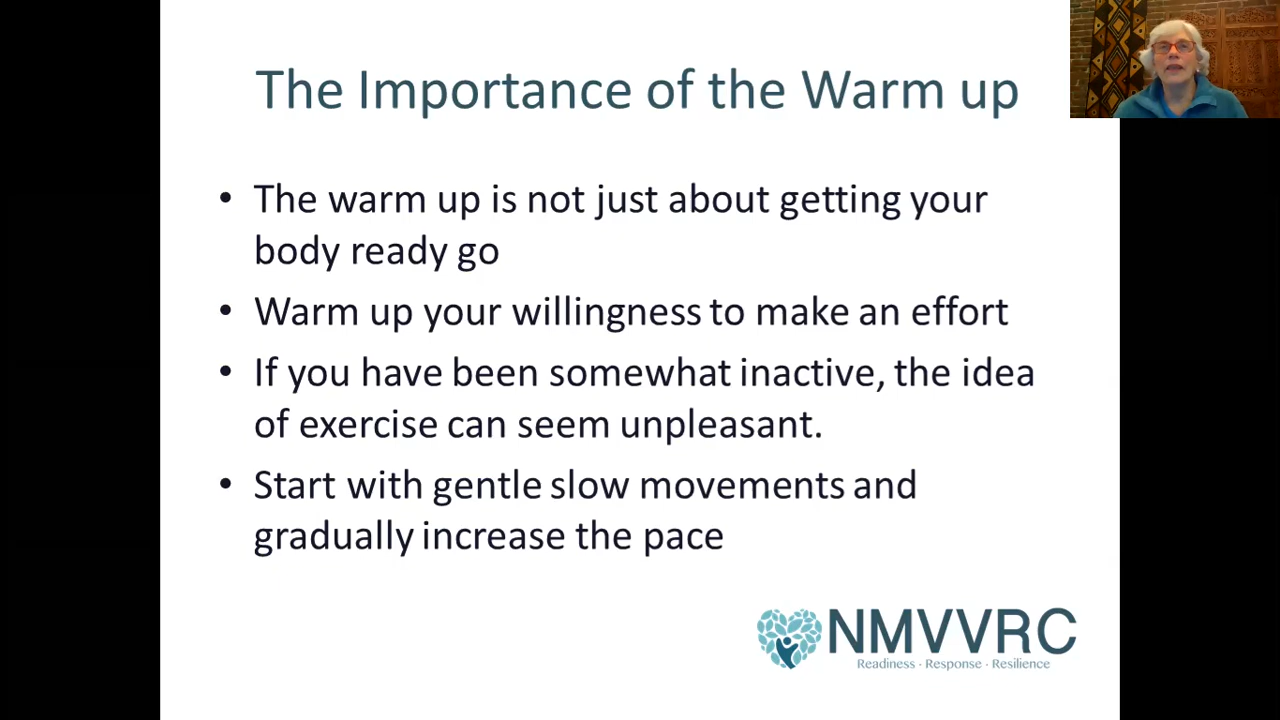 The Importance of the Warm up
• The warm up is not just about getting your
body ready go
• Warm up your willingness to make an effort
• If you have been somewhat inactive, the idea
of exercise can seem unpleasant.
• Start with gentle slow movements and
gradually increase the pace
NMVVRC
Readiness · Response · Resilience